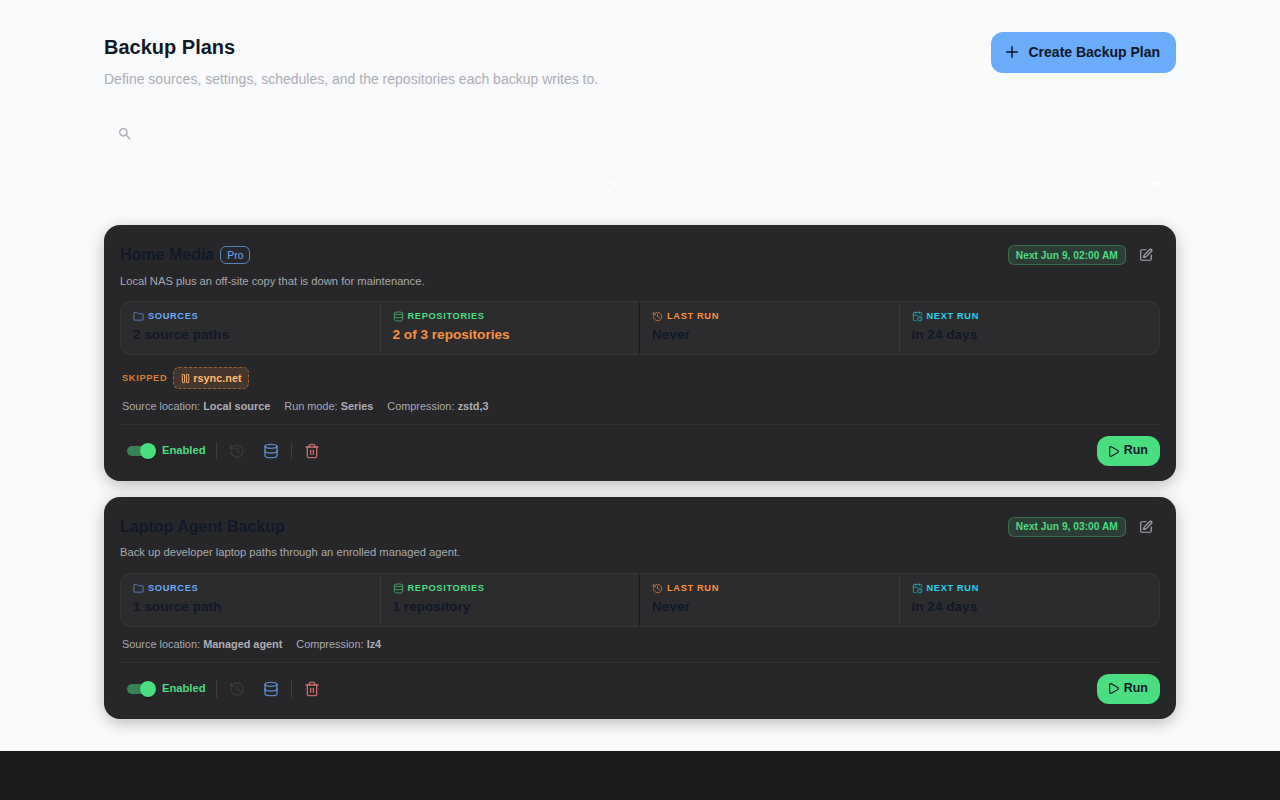 Backup Plans
Create Backup Plan
Define sources, settings, schedules, and the repositories each backup writes to.
Home Media Pro
Next Jun 9, 02:00 AM
Local NAS plus an off-site copy that is down for maintenance.
SOURCES REPOSITORIES LAST RUN NEXT RUN
2 source paths 2 of 3 repositories Never in 24 days
SKIPPED rsync.net
Source location: Local source Run mode: Series Compression: zstd,3
Enabled Run
Laptop Agent Backup
Next Jun 9, 03:00 AM
Back up developer laptop paths through an enrolled managed agent.
SOURCES REPOSITORIES LAST RUN NEXT RUN
1 source path 1 repository Never in 24 days
Source location: Managed agent Compression: lz4
Enabled Run